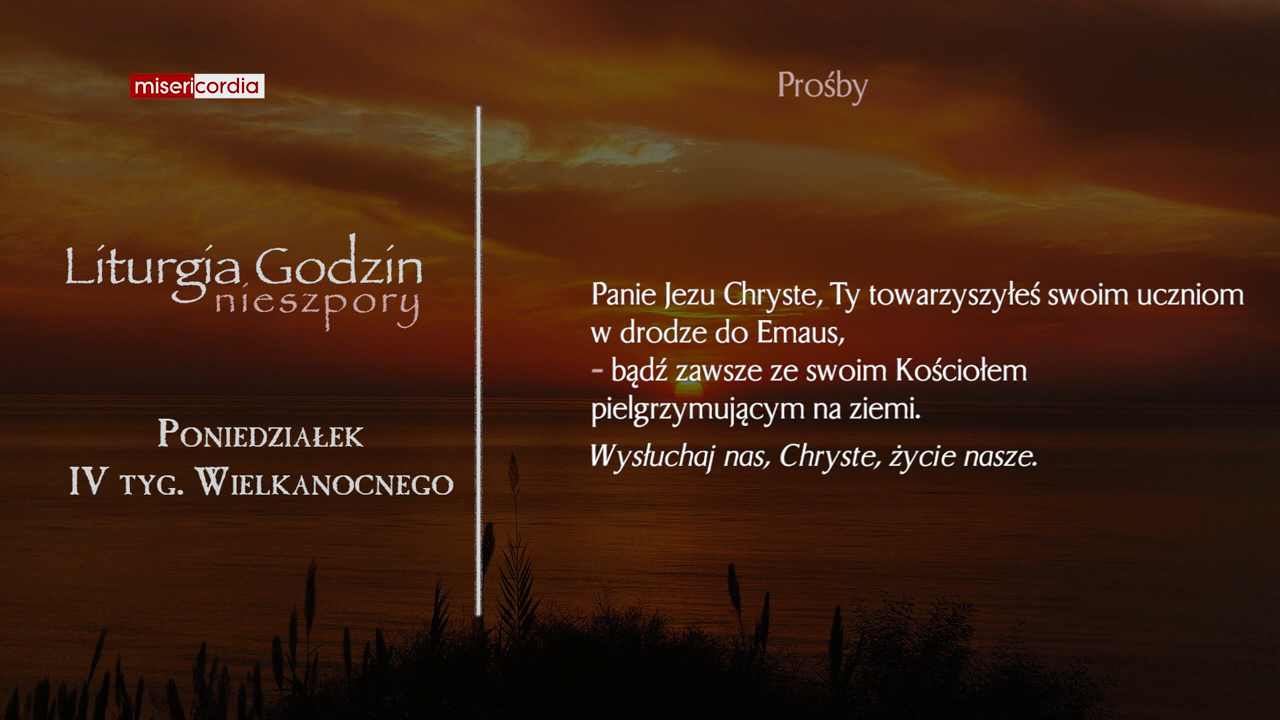 misericordia
Liturgia Godzin
nieszpory
Poniedziałek
IV tyg. Wielkanocnego
Prośby
Panie Jezu Chryste, Ty towarzyszyłeś swoim uczniom
w drodze do Emaus,
- bądź zawsze ze swoim Kościołem
pielgrzymującym na ziemi.
Wysłuchaj nas, Chryste, życie nasze.